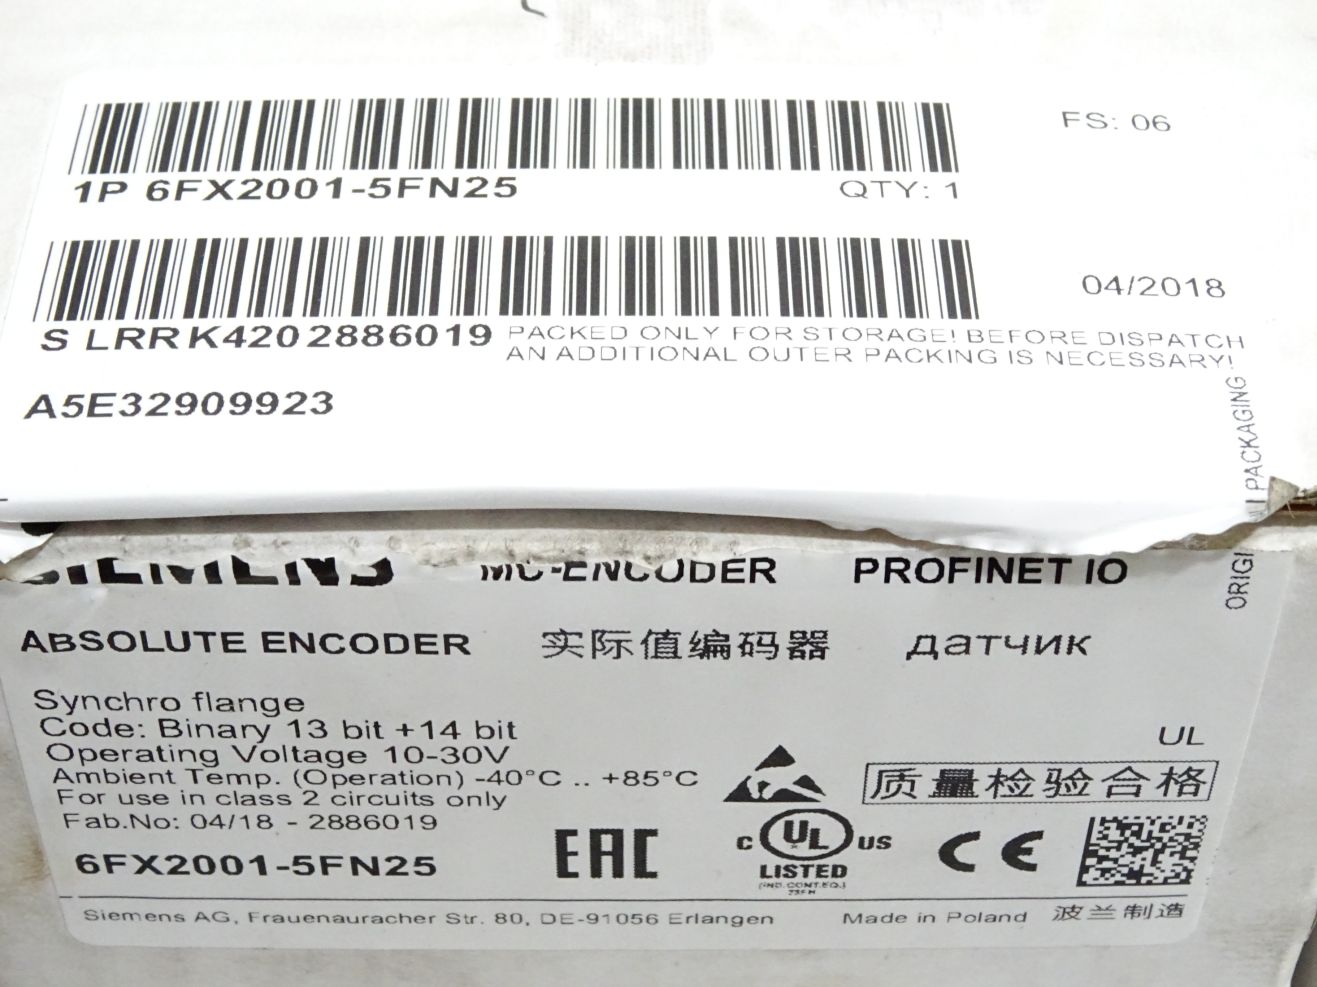 FS: 06
1P 6FX2001-5FN25
QTY: 1
04/2018
S LRRK4202886019
PACKED ONLY FOR STORAGE! BEFORE DISPATCH
AN ADDITIONAL OUTER PACKING IS NECESSARY!
A5E32909923
PACKAGING
ORIGI
SIEMENS MC-ENCODER PROFINET IO
ABSOLUTE ENCODER 实际值编码器 датчик
Synchro flange
Code: Binary 13 bit +14 bit
Operating Voltage 10-30V
Ambient Temp. (Operation) -40°C .. +85°C
For use in class 2 circuits only
Fab.No: 04/18 - 2886019
6FX2001-5FN25
UL
质量检验合格
EAC
C UL US
LISTED
(IND.CONT.EQ.)
CE
Siemens AG, Frauenauracher Str. 80, DE-91056 Erlangen
Made in Poland 波兰制造